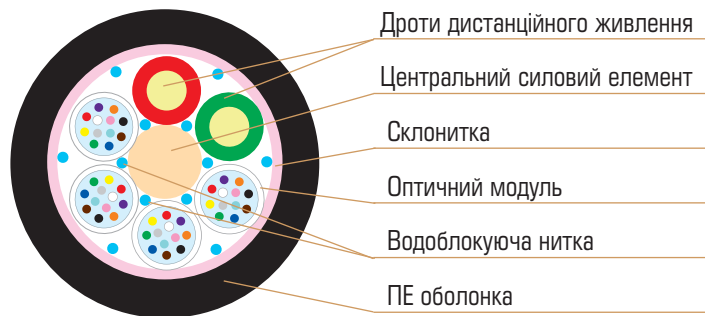 Дроти дистанційного живлення
Центральний силовий елемент
Склонитка
Оптичний модуль
Водоблокуюча нитка
ПЕ оболонка